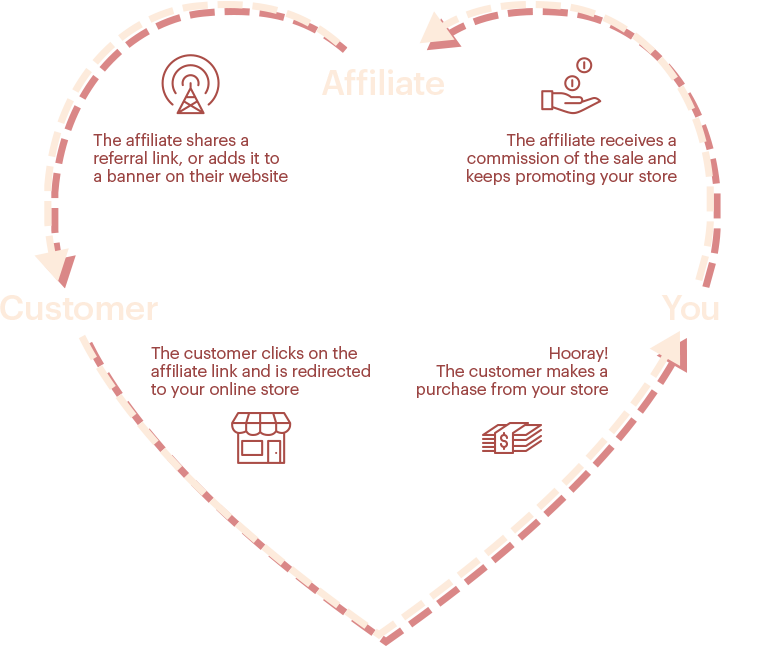 Affiliate
The affiliate shares a
referral link, or adds it to
a banner on their website
The affiliate receives a
commission of the sale and
keeps promoting your store
Customer
You
The customer clicks on the
affiliate link and is redirected
to your online store
Hooray!
The customer makes a
purchase from your store
$